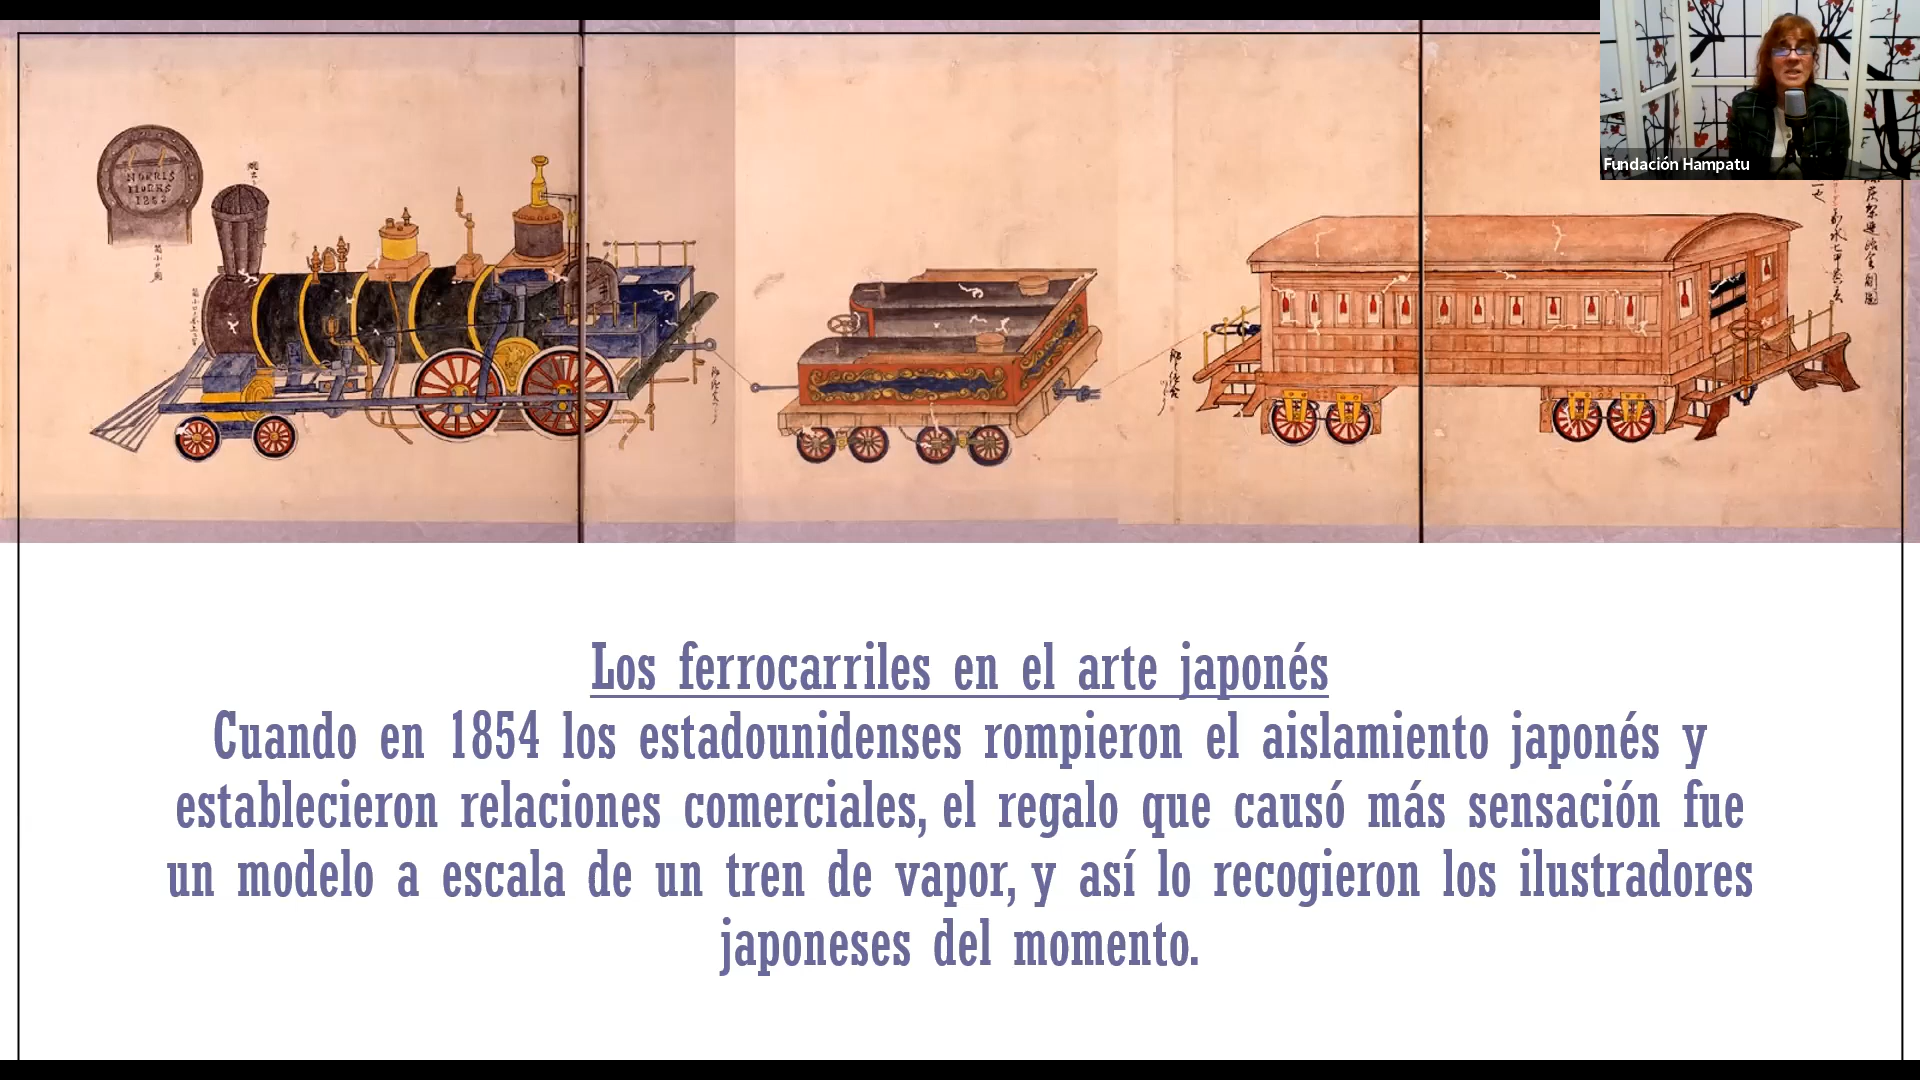 NORRIS
WORKS
1853
Fundación Hampatu
Los ferrocarriles en el arte japonés
Cuando en 1854 los estadounidenses rompieron el aislamiento japonés y
establecieron relaciones comerciales, el regalo que causó más sensación fue
un modelo a escala de un tren de vapor, y así lo recogieron los ilustradores
japoneses del momento.